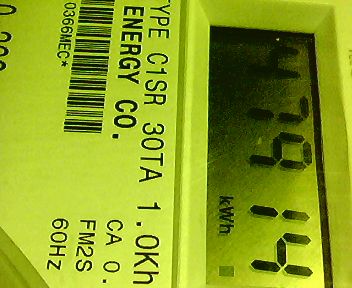 47914
kWh
TYPE C1SR 30TA 1.0Kh
ENERGY CO.
CA 0.
FM2S
60HZ
0366MEC*